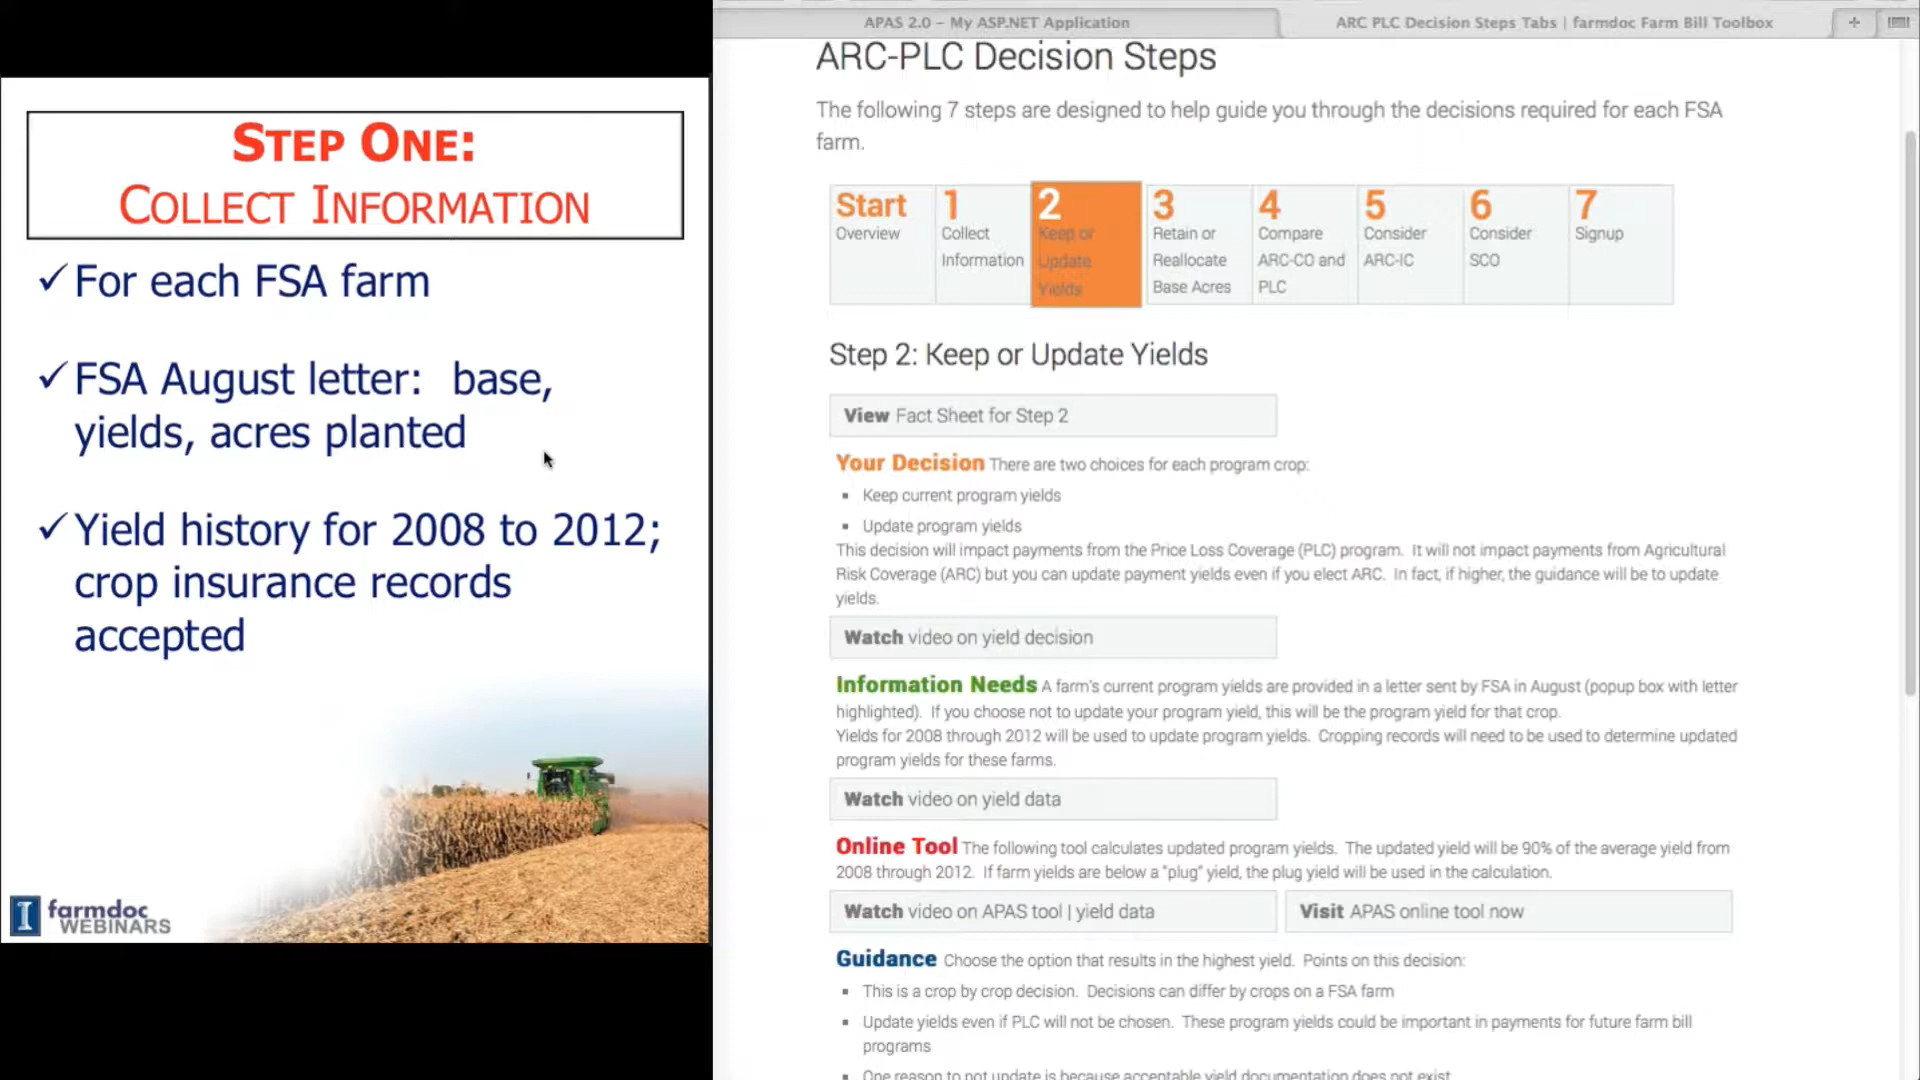 STEP ONE:
COLLECT INFORMATION
✓For each FSA farm
✓FSA August letter: base,
yields, acres planted
✓Yield history for 2008 to 2012;
crop insurance records
accepted
I farmdoc
WEBINARS
APAS 2.0 – My ASP.NET Application
ARC PLC Decision Steps Tabs | farmdoc Farm Bill Toolbox
ARC-PLC Decision Steps
The following 7 steps are designed to help guide you through the decisions required for each FSA
farm.
Start
Overview
1
Collect
Information
2
Keep or
Update
Yields
3
Retain or
Reallocate
Base Acres
4
Compare
ARC-CO and
PLC
5
Consider
ARC-IC
6
Consider
SCO
7
Signup
Step 2: Keep or Update Yields
View Fact Sheet for Step 2
Your Decision There are two choices for each program crop:
▪ Keep current program yields
▪ Update program yields
This decision will impact payments from the Price Loss Coverage (PLC) program. It will not impact payments from Agricultural
Risk Coverage (ARC) but you can update payment yields even if you elect ARC. In fact, if higher, the guidance will be to update
yields.
Watch video on yield decision
Information Needs A farm's current program yields are provided in a letter sent by FSA in August (popup box with letter
highlighted). If you choose not to update your program yield, this will be the program yield for that crop.
Yields for 2008 through 2012 will be used to update program yields. Cropping records will need to be used to determine updated
program yields for these farms.
Watch video on yield data
Online Tool The following tool calculates updated program yields. The updated yield will be 90% of the average yield from
2008 through 2012. If farm yields are below a "plug" yield, the plug yield will be used in the calculation.
Watch video on APAS tool | yield data
Visit APAS online tool now
Guidance Choose the option that results in the highest yield. Points on this decision:
▪ This is a crop by crop decision. Decisions can differ by crops on a FSA farm
▪ Update yields even if PLC will not be chosen. These program yields could be important in payments for future farm bill
programs
▪ One reason to not update is because acceptable yield documentation does not exist